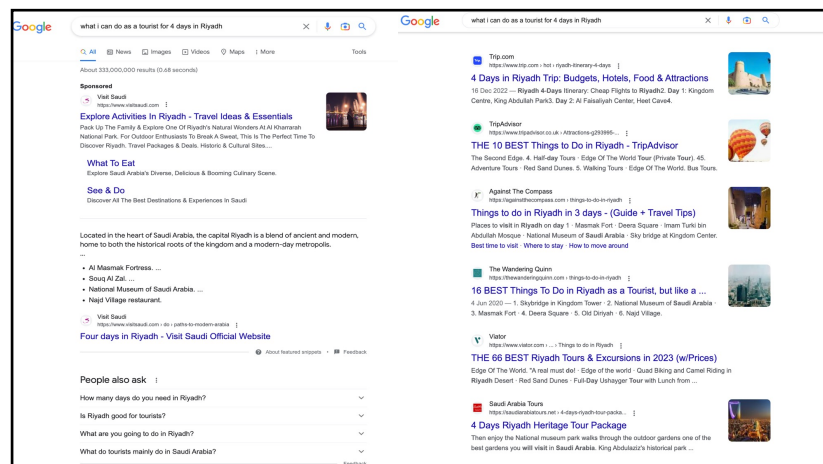 Google
what i can do as a tourist for 4 days in Riyadh
All News Images Videos Maps More Tools
About 333,000,000 results (0.68 seconds)
Sponsored
Visit Saudi
https://www.visitsaudi.com
Explore Activities In Riyadh - Travel Ideas & Essentials
Pack Up The Family & Explore One Of Riyadh's Natural Wonders At Al Kharrarah
National Park. For Outdoor Enthusiasts To Break A Sweat, This Is The Perfect Time To
Discover Riyadh. Travel Packages & Deals. Historic & Cultural Sites....
What To Eat
Explore Saudi Arabia's Diverse, Delicious & Booming Culinary Scene.
See & Do
Discover All The Best Destinations & Experiences In Saudi
Located in the heart of Saudi Arabia, the capital Riyadh is a blend of ancient and modern,
home to both the historical roots of the kingdom and a modern-day metropolis.
...
• Al Masmak Fortress. ...
• Souq Al Zal. ...
• National Museum of Saudi Arabia. ...
• Najd Village restaurant.
Visit Saudi
https://www.visitsaudi.com › do › paths-to-modern-arabia
Four days in Riyadh - Visit Saudi Official Website
About featured snippets • Feedback
People also ask
How many days do you need in Riyadh?
Is Riyadh good for tourists?
What are you going to do in Riyadh?
What do tourists mainly do in Saudi Arabia?
Feedback
Google
what i can do as a tourist for 4 days in Riyadh
Trip.com
https://www.trip.com › hot › riyadh-itinerary-4-days
4 Days in Riyadh Trip: Budgets, Hotels, Food & Attractions
16 Dec 2022 — Riyadh 4-Days Itinerary: Cheap Flights to Riyadh2. Day 1: Kingdom
Centre, King Abdullah Park3. Day 2: Al Faisaliyah Center, Heet Cave4.
TripAdvisor
https://www.tripadvisor.co.uk › Attractions-g293995-...
THE 10 BEST Things to Do in Riyadh - TripAdvisor
The Second Edge. 4. Half-day Tours · Edge Of The World Tour (Private Tour). 45.
Adventure Tours · Red Sand Dunes. 5. Walking Tours · Edge Of The World. Bus Tours.
Against The Compass
https://againstthecompass.com › things-to-do-in-riyadh
Things to do in Riyadh in 3 days - (Guide + Travel Tips)
Places to visit in Riyadh on day 1 · Masmak Fort · Deera Square · Imam Turki bin
Abdullah Mosque · National Museum of Saudi Arabia · Sky bridge at Kingdom Center.
Best time to visit · Where to stay · How to move around
The Wandering Quinn
https://thewanderingquinn.com › things-to-do-in-riyadh
16 BEST Things To Do in Riyadh as a Tourist, but like a ...
4 Jun 2020 — 1. Skybridge in Kingdom Tower · 2. National Museum of Saudi Arabia ·
3. Masmak Fort · 4. Deera Square · 5. Old Diriyah · 6. Najd Village.
Viator
https://www.viator.com › ... › Things to do in Riyadh
THE 66 BEST Riyadh Tours & Excursions in 2023 (w/Prices)
Edge Of The World. "A real must do! · Edge of the world · Quad Biking and Camel Riding in
Riyadh Desert · Red Sand Dunes · Full-Day Ushayger Tour with Lunch from ...
Saudi Arabia Tours
https://saudiarabiatours.net › 4-days-riyadh-tour-packa...
4 Days Riyadh Heritage Tour Package
Then enjoy the National museum park walks through the outdoor gardens one of the
best gardens you will visit in Saudi Arabia. King Abdulaziz's historical park ...